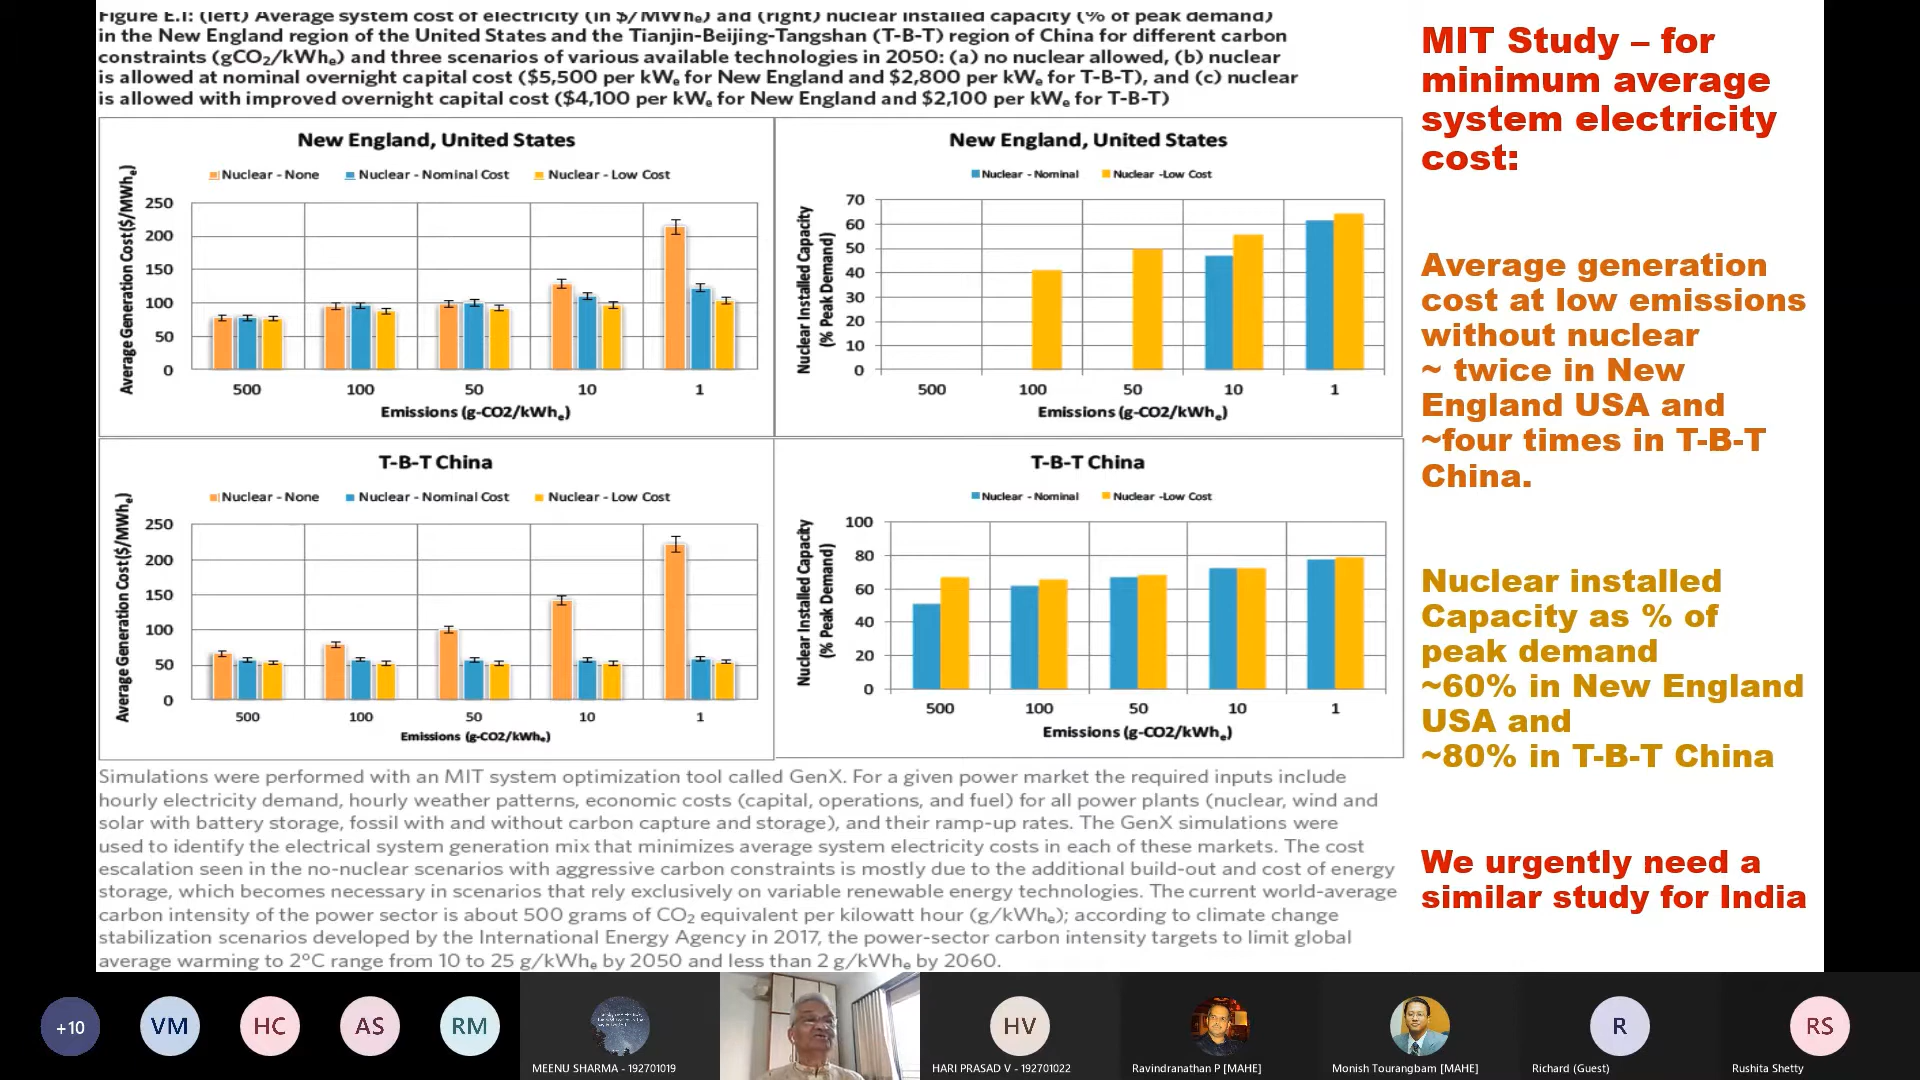 Figure E.1: (left) Average system cost of electricity (in $/MWhe) and (right) nuclear installed capacity (% of peak demand)
in the New England region of the United States and the Tianjin-Beijing-Tangshan (T-B-T) region of China for different carbon
constraints (gCO2/kWhe) and three scenarios of various available technologies in 2050: (a) no nuclear allowed, (b) nuclear
is allowed at nominal overnight capital cost ($5,500 per kWe for New England and $2,800 per kWe for T-B-T), and (c) nuclear
is allowed with improved overnight capital cost ($4,100 per kWe for New England and $2,100 per kWe for T-B-T)
New England, United States
Nuclear - None Nuclear - Nominal Cost Nuclear - Low Cost
Average Generation Cost($/MWhe)
250
200
150
100
50
0
500 100 50 10 1
Emissions (g-CO2/kWhe)
New England, United States
Nuclear - Nominal Nuclear -Low Cost
Nuclear Installed Capacity
(% Peak Demand)
70
60
50
40
30
20
10
0
500 100 50 10 1
Emissions (g-CO2/kWhe)
T-B-T China
Nuclear - None Nuclear - Nominal Cost Nuclear - Low Cost
Average Generation Cost($/MWhe)
250
200
150
100
50
0
500 100 50 10 1
Emissions (g-CO2/kWhe)
T-B-T China
Nuclear - Nominal Nuclear -Low Cost
Nuclear Installed Capacity
(% Peak Demand)
100
80
60
40
20
0
500 100 50 10 1
Emissions (g-CO2/kWhe)
Simulations were performed with an MIT system optimization tool called GenX. For a given power market the required inputs include
hourly electricity demand, hourly weather patterns, economic costs (capital, operations, and fuel) for all power plants (nuclear, wind and
solar with battery storage, fossil with and without carbon capture and storage), and their ramp-up rates. The GenX simulations were
used to identify the electrical system generation mix that minimizes average system electricity costs in each of these markets. The cost
escalation seen in the no-nuclear scenarios with aggressive carbon constraints is mostly due to the additional build-out and cost of energy
storage, which becomes necessary in scenarios that rely exclusively on variable renewable energy technologies. The current world-average
carbon intensity of the power sector is about 500 grams of CO2 equivalent per kilowatt hour (g/kWhe); according to climate change
stabilization scenarios developed by the International Energy Agency in 2017, the power-sector carbon intensity targets to limit global
average warming to 2°C range from 10 to 25 g/kWhe by 2050 and less than 2 g/kWhe by 2060.
MIT Study – for
minimum average
system electricity
cost:
Average generation
cost at low emissions
without nuclear
~ twice in New
England USA and
~four times in T-B-T
China.
Nuclear installed
Capacity as % of
peak demand
~60% in New England
USA and
~80% in T-B-T China
We urgently need a
similar study for India
+10 VM HC AS RM HV R RS
MEENU SHARMA - 192701019 HARI PRASAD V - 192701022 Ravindranathan P [MAHE] Monish Tourangbam [MAHE] Richard (Guest) Rushita Shetty